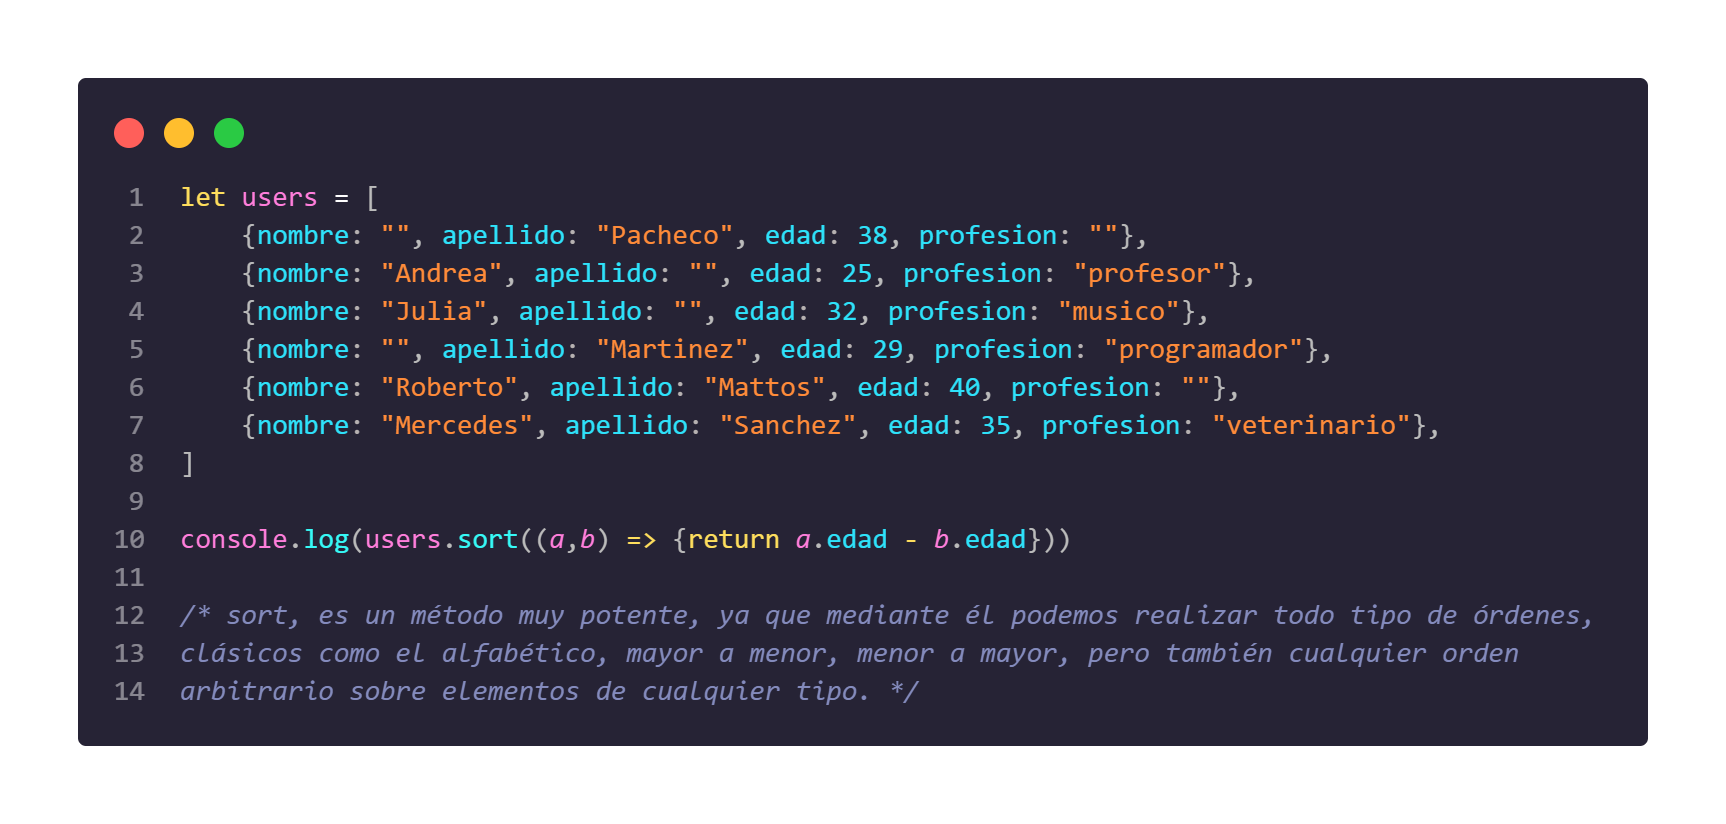 1 let users = [
2     {nombre: "", apellido: "Pacheco", edad: 38, profesion: ""},
3     {nombre: "Andrea", apellido: "", edad: 25, profesion: "profesor"},
4     {nombre: "Julia", apellido: "", edad: 32, profesion: "musico"},
5     {nombre: "", apellido: "Martinez", edad: 29, profesion: "programador"},
6     {nombre: "Roberto", apellido: "Mattos", edad: 40, profesion: ""},
7     {nombre: "Mercedes", apellido: "Sanchez", edad: 35, profesion: "veterinario"},
8 ]
9
10 console.log(users.sort((a,b) => {return a.edad - b.edad}))
11
12 /* sort, es un método muy potente, ya que mediante él podemos realizar todo tipo de órdenes,
13 clásicos como el alfabético, mayor a menor, menor a mayor, pero también cualquier orden
14 arbitrario sobre elementos de cualquier tipo. */